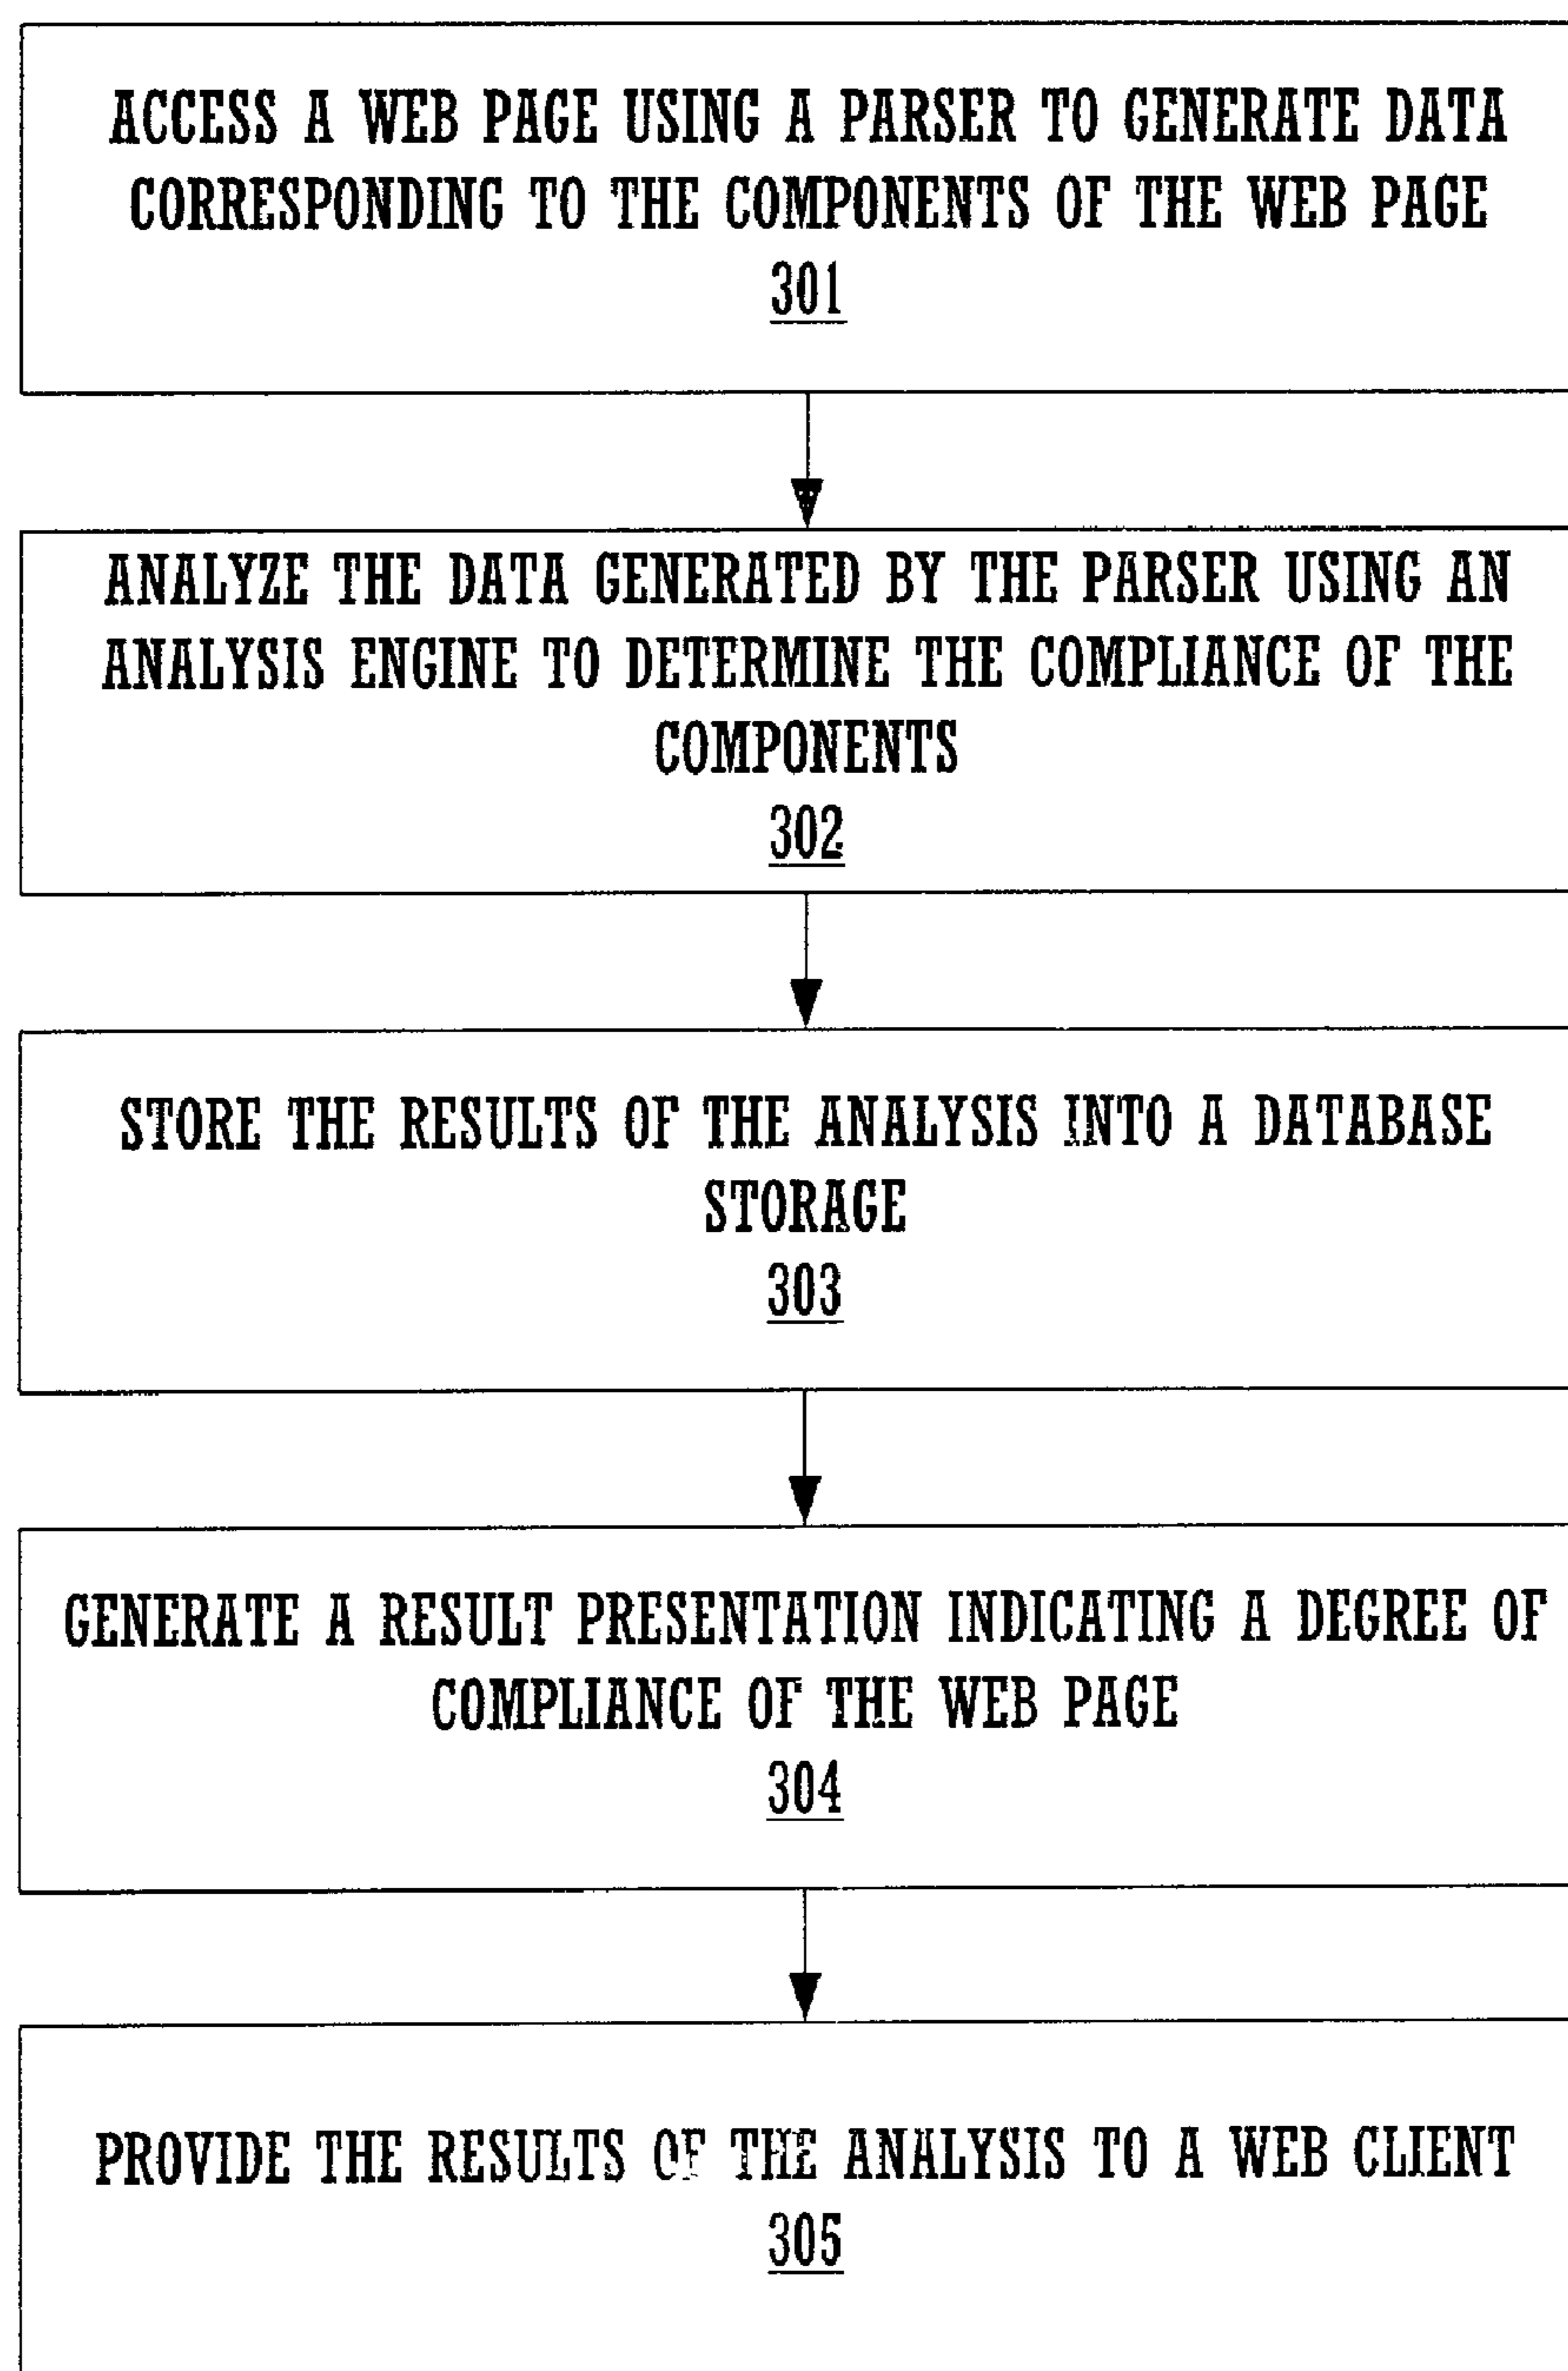 ACCESS A WEB PAGE USING A PARSER TO GENERATE DATA
CORRESPONDING TO THE COMPONENTS OF THE WEB PAGE
301
ANALYZE THE DATA GENERATED BY THE PARSER USING AN
ANALYSIS ENGINE TO DETERMINE THE COMPLIANCE OF THE
COMPONENTS
302
STORE THE RESULTS OF THE ANALYSIS INTO A DATABASE
STORAGE
303
GENERATE A RESULT PRESENTATION INDICATING A DEGREE OF
COMPLIANCE OF THE WEB PAGE
304
PROVIDE THE RESULTS OF THE ANALYSIS TO A WEB CLIENT
305